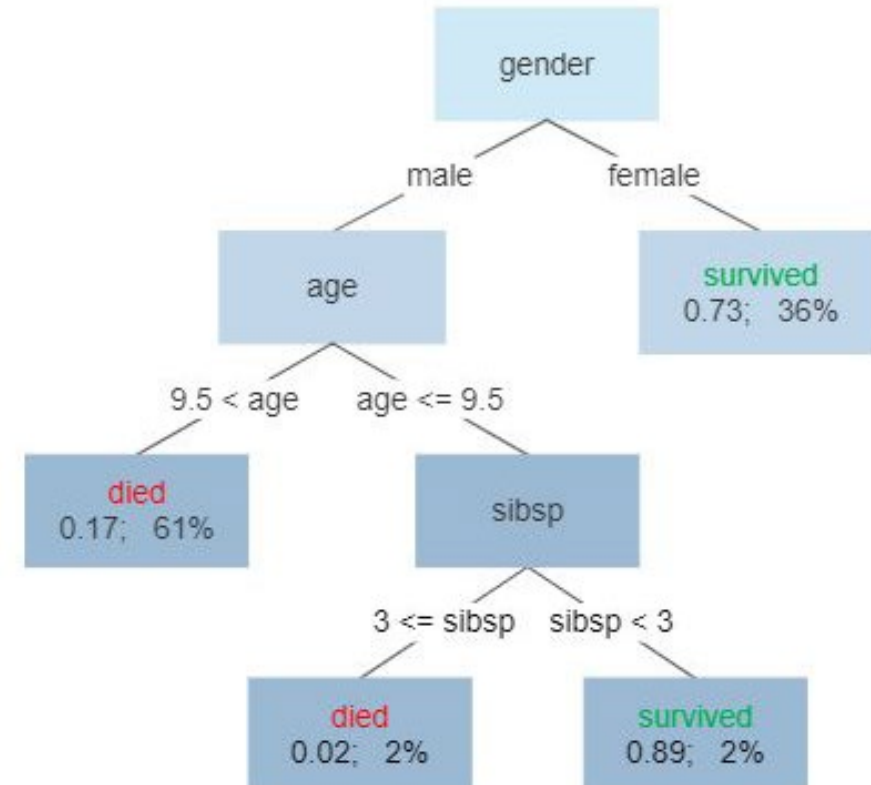 gender
male
female
age
survived
0.73; 36%
9.5 < age
age <= 9.5
died
0.17; 61%
sibsp
3 <= sibsp
sibsp < 3
died
0.02; 2%
survived
0.89; 2%